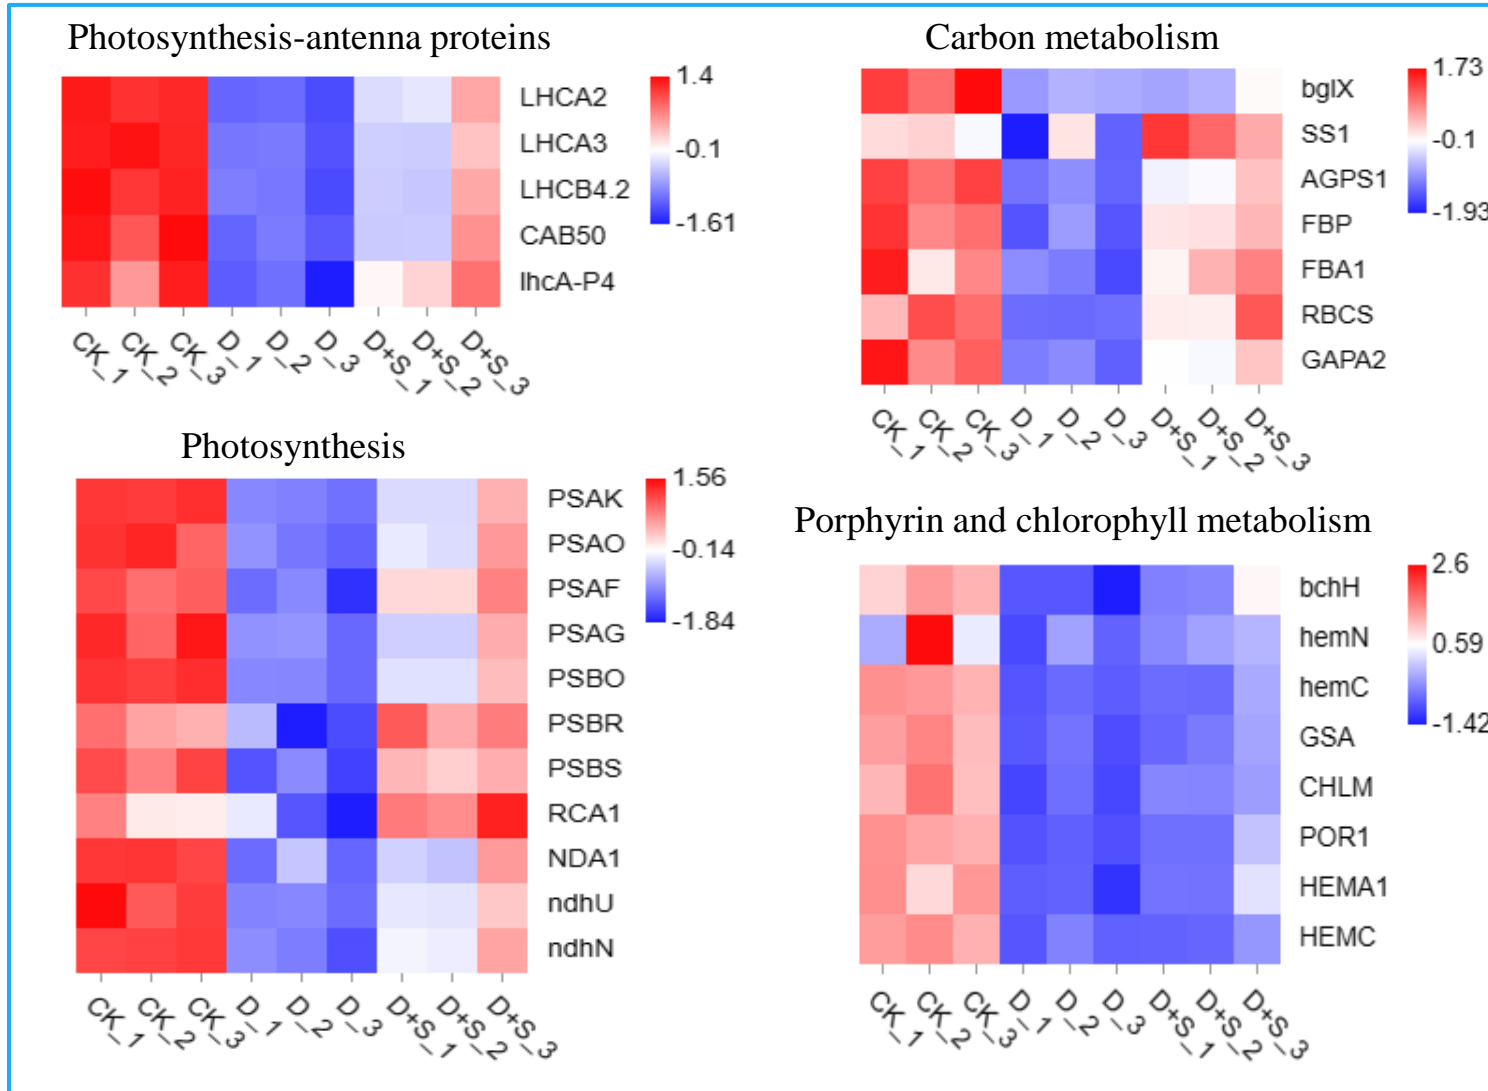 Photosynthesis-antenna proteins
1.4
-0.1
-1.61
LHCA2
LHCA3
LHCB4.2
CAB50
lhcA-P4
CK_1 CK_2 CK_3 D_1 D_2 D_3 D+S_1 D+S_2 D+S_3
Carbon metabolism
1.73
-0.1
-1.93
bglX
SS1
AGPS1
FBP
FBA1
RBCS
GAPA2
CK_1 CK_2 CK_3 D_1 D_2 D_3 D+S_1 D+S_2 D+S_3
Photosynthesis
1.56
-0.14
-1.84
PSAK
PSAO
PSAF
PSAG
PSBO
PSBR
PSBS
RCA1
NDA1
ndhU
ndhN
CK_1 CK_2 CK_3 D_1 D_2 D_3 D+S_1 D+S_2 D+S_3
Porphyrin and chlorophyll metabolism
2.6
0.59
-1.42
bchH
hemN
hemC
GSA
CHLM
POR1
HEMA1
HEMC
CK_1 CK_2 CK_3 D_1 D_2 D_3 D+S_1 D+S_2 D+S_3